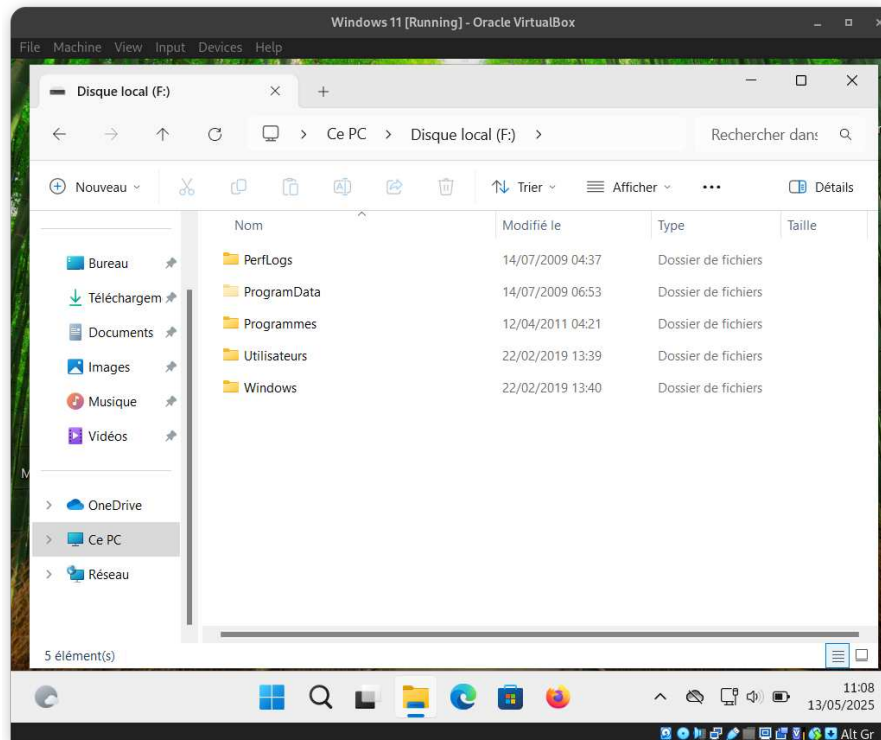 Windows 11 [Running] - Oracle VirtualBox
File Machine View Input Devices Help
Disque local (F:)
Ce PC > Disque local (F:) >
Rechercher dans
Nouveau
Trier
Afficher
Détails
Nom Modifié le Type Taille
PerfLogs 14/07/2009 04:37 Dossier de fichiers
ProgramData 14/07/2009 06:53 Dossier de fichiers
Programmes 12/04/2011 04:21 Dossier de fichiers
Utilisateurs 22/02/2019 13:39 Dossier de fichiers
Windows 22/02/2019 13:40 Dossier de fichiers
Bureau
Téléchargem
Documents
Images
Musique
Vidéos
OneDrive
Ce PC
Réseau
5 élément(s)
11:08
13/05/2025
Alt Gr